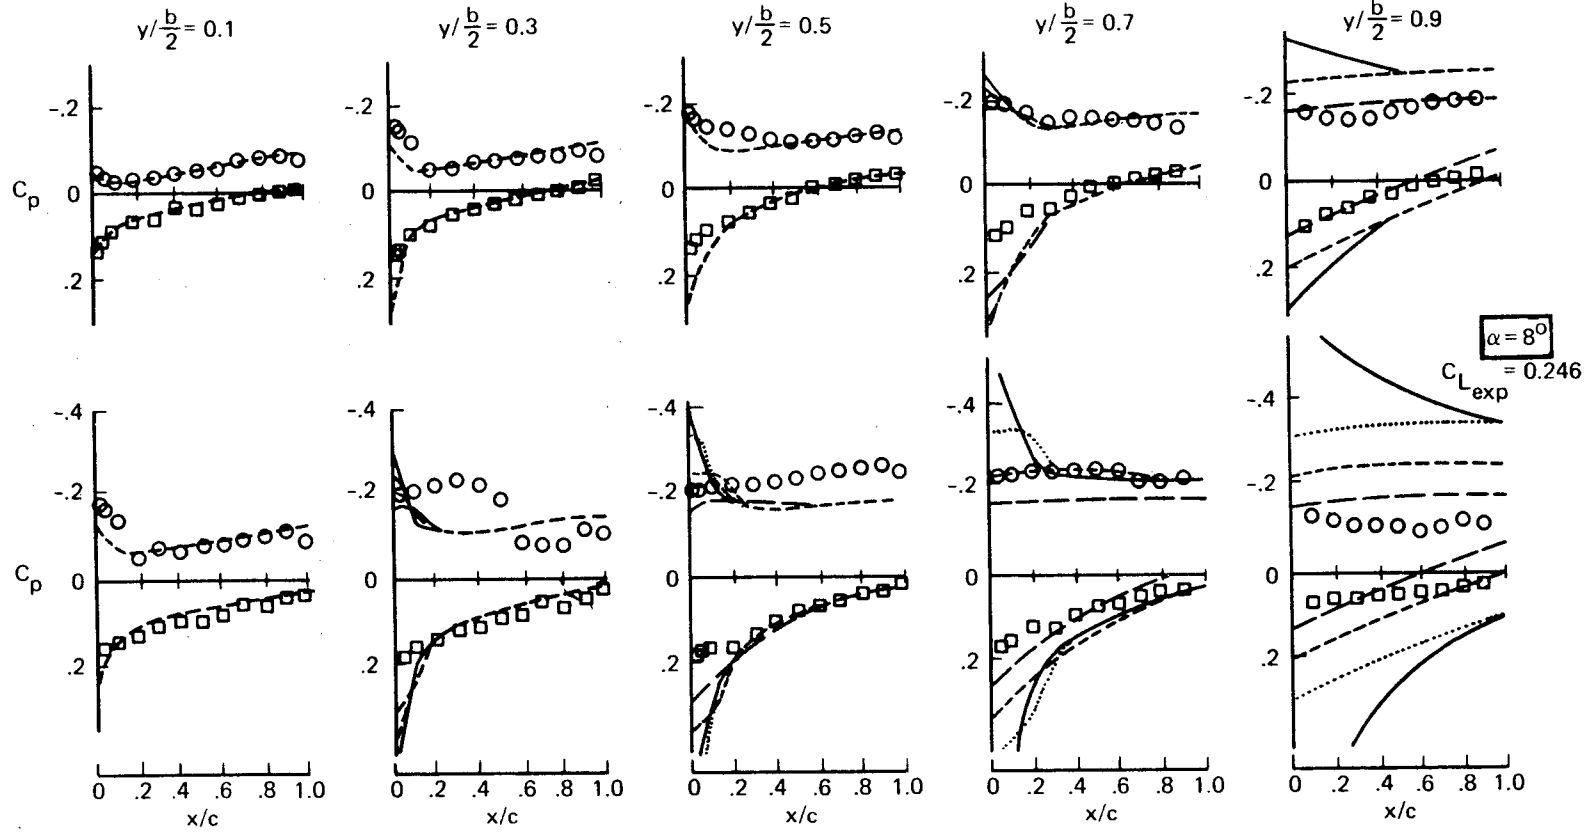 y/b/2 = 0.1
y/b/2 = 0.3
y/b/2 = 0.5
y/b/2 = 0.7
y/b/2 = 0.9
-.2
-.2
-.2
-.2
-.2
Cp
0
0
0
0
0
.2
.2
.2
.2
.2
α = 8°
CLexp = 0.246
-.4
-.4
-.4
-.4
-.4
-.2
-.2
-.2
-.2
-.2
Cp
0
0
0
0
0
.2
.2
.2
.2
.2
0 .2 .4 .6 .8 1.0
0 .2 .4 .6 .8 1.0
0 .2 .4 .6 .8 1.0
0 .2 .4 .6 .8 1.0
0 .2 .4 .6 .8 1.0
x/c
x/c
x/c
x/c
x/c